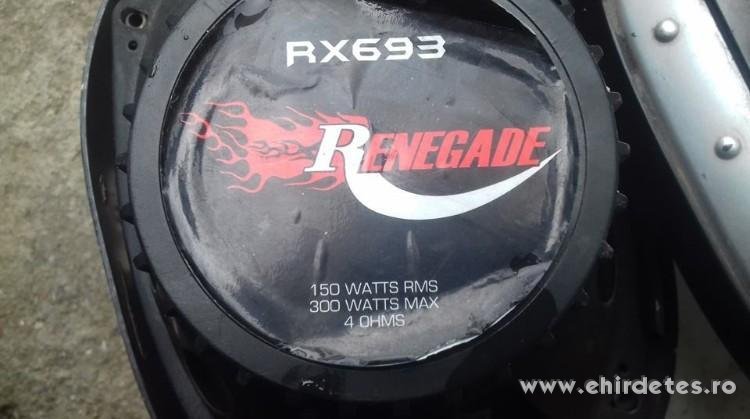 RX693
RENEGADE
150 WATTS RMS
300 WATTS MAX
4 OHMS
www.ehirdetes.ro